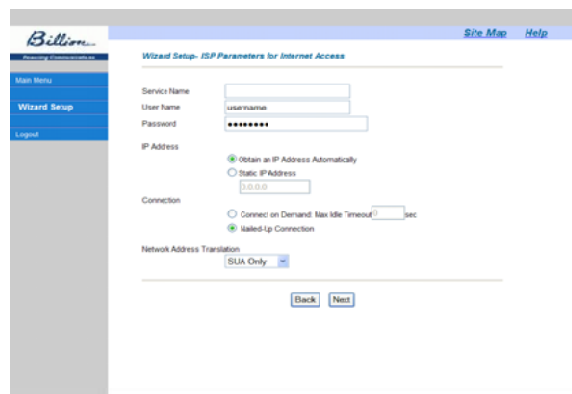 Billion
Site Map Help
Powering Communications
Wizard Setup- ISP Parameters for Internet Access
Main Menu
Wizard Setup
Logout
Service Name
User Name username
Password ••••••••
IP Address
Obtain an IP Address Automatically
Static IP Address
0.0.0.0
Connection
Connect on Demand: Max Idle Timeout 0 sec
Nailed-Up Connection
Network Address Translation
SUA Only
Back Next